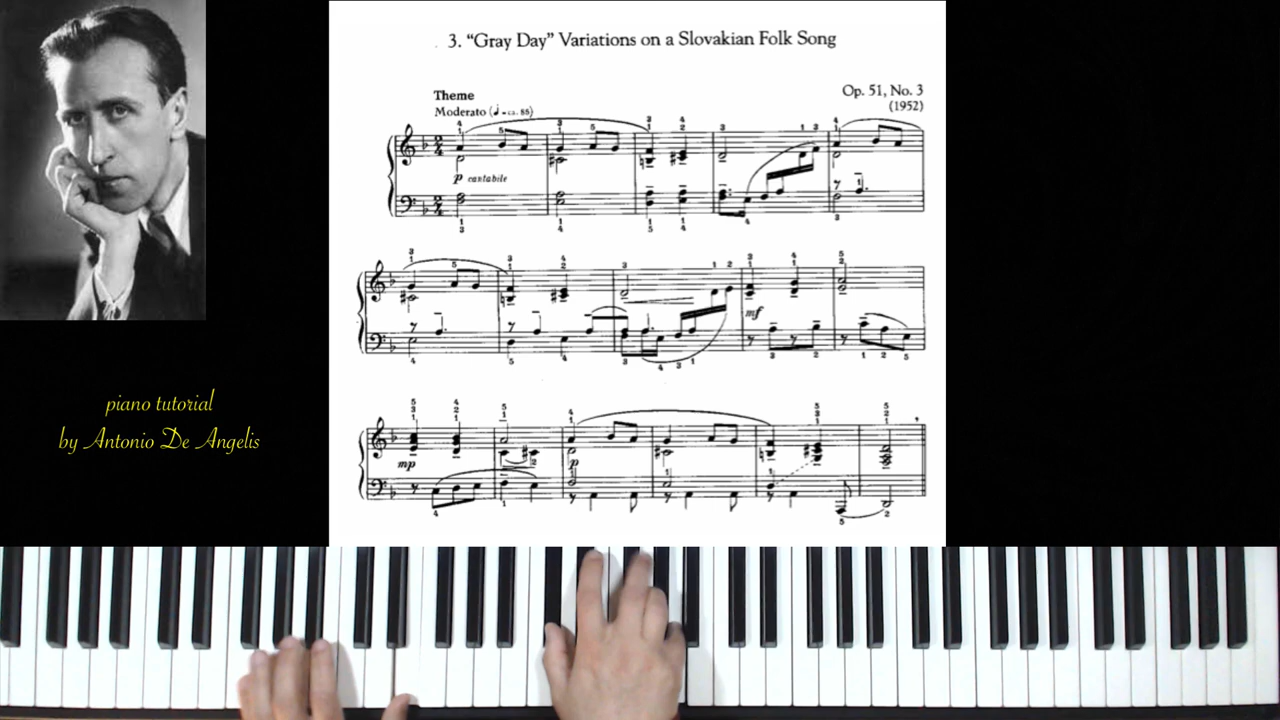 3. “Gray Day” Variations on a Slovakian Folk Song
Op. 51, No. 3
(1952)
Theme
Moderato (♩ = ca. 85)
p cantabile
mf
mp
p
piano tutorial
by Antonio De Angelis